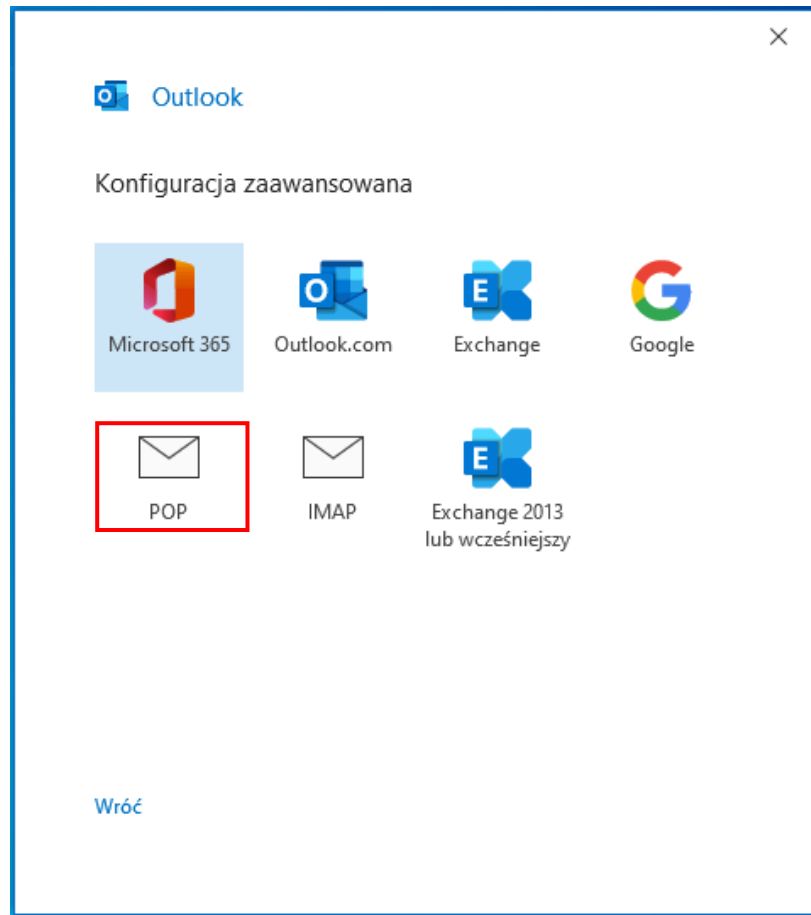 Outlook
Konfiguracja zaawansowana
Microsoft 365
Outlook.com
Exchange
Google
POP
IMAP
Exchange 2013
lub wcześniejszy
Wróć